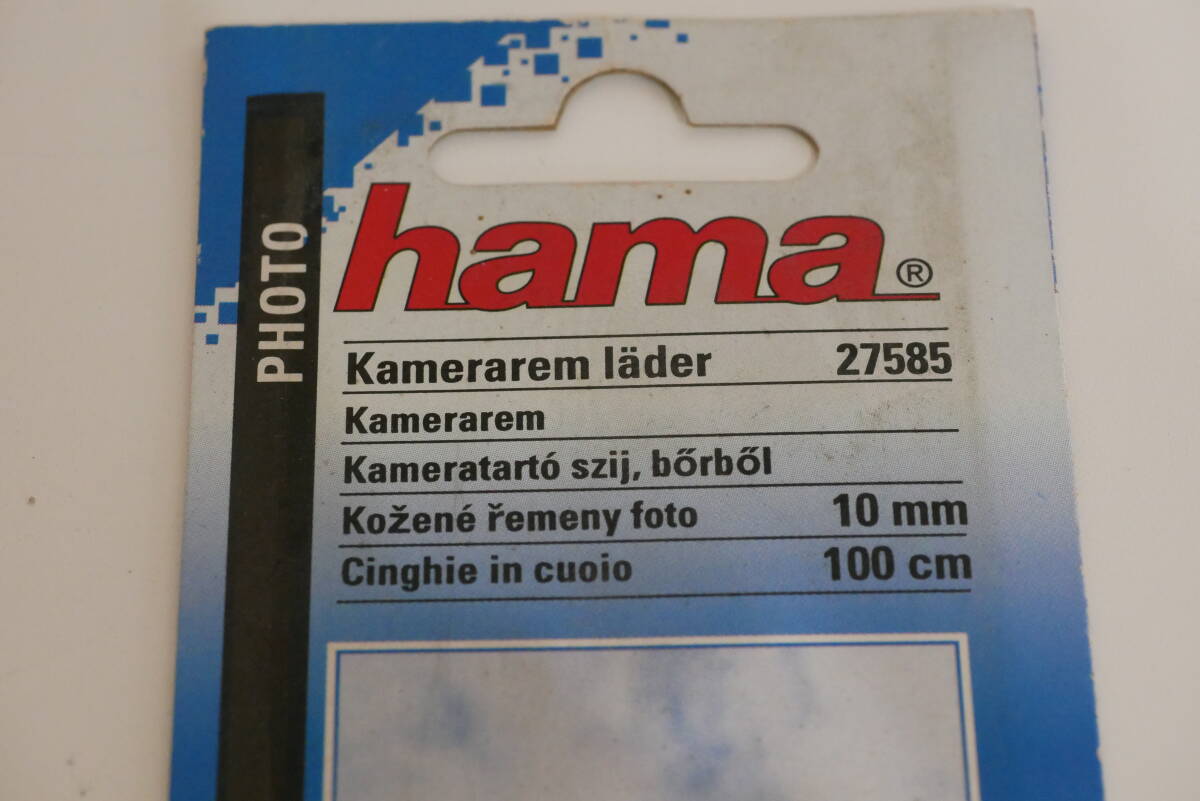 PHOTO
hama®
Kamerarem läder 27585
Kamerarem
Kameratartó szij, bőrből
Kožené řemeny foto 10 mm
Cinghie in cuoio 100 cm